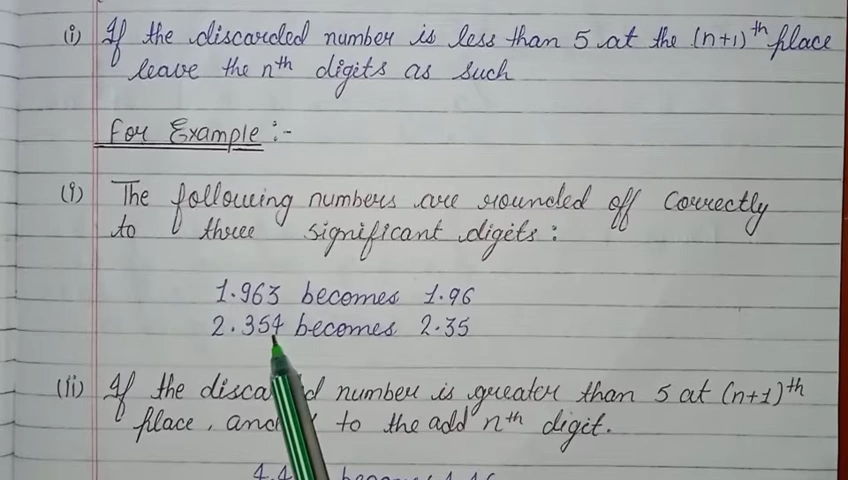 (i) If the discarded number is less than 5 at the (n+1)th place
leave the nth digits as such
For Example :-
(i) The following numbers are rounded off correctly
to three significant digits :
1.963 becomes 1.96
2.354 becomes 2.35
(ii) If the number is greater than 5 at (n+1)th
place, to the add nth digit.